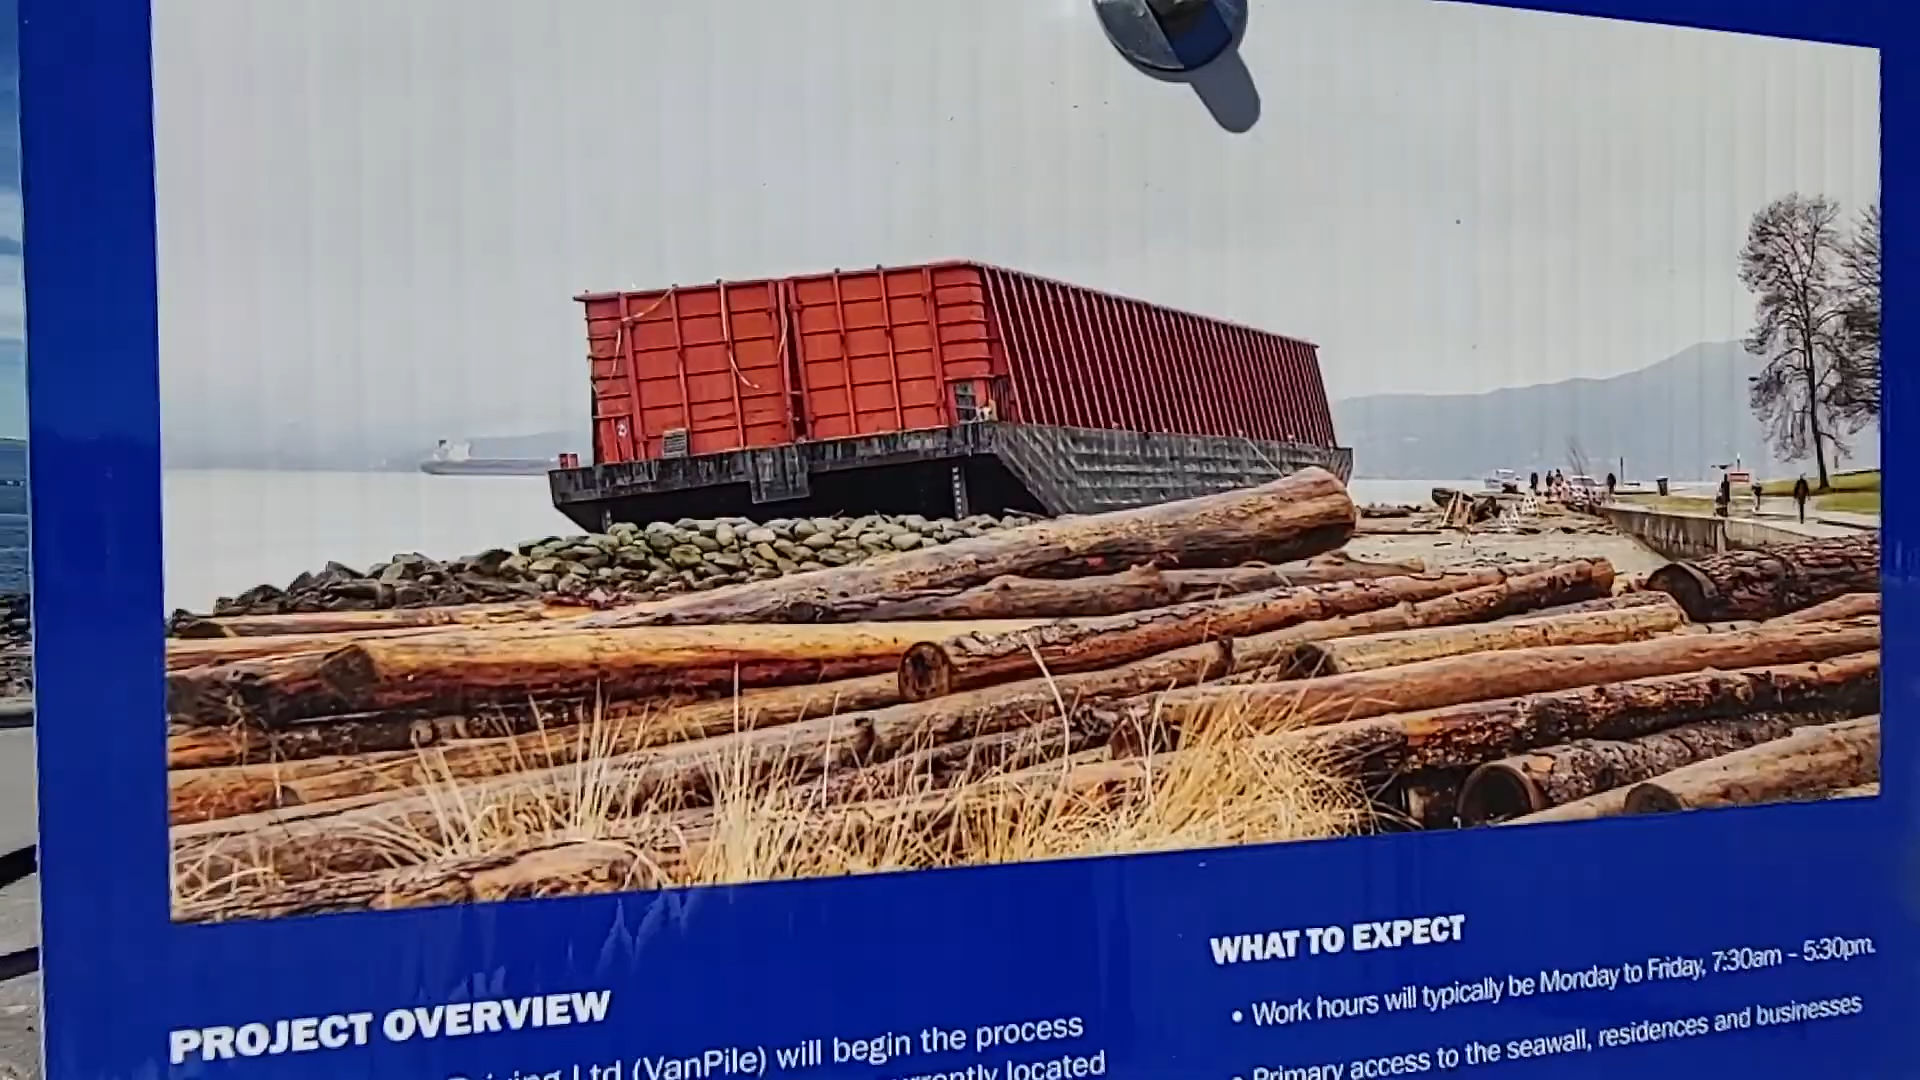 PROJECT OVERVIEW
Ltd (VanPile) will begin the process
located
WHAT TO EXPECT
• Work hours will typically be Monday to Friday, 7:30am – 5:30pm.
• Primary access to the seawall, residences and businesses